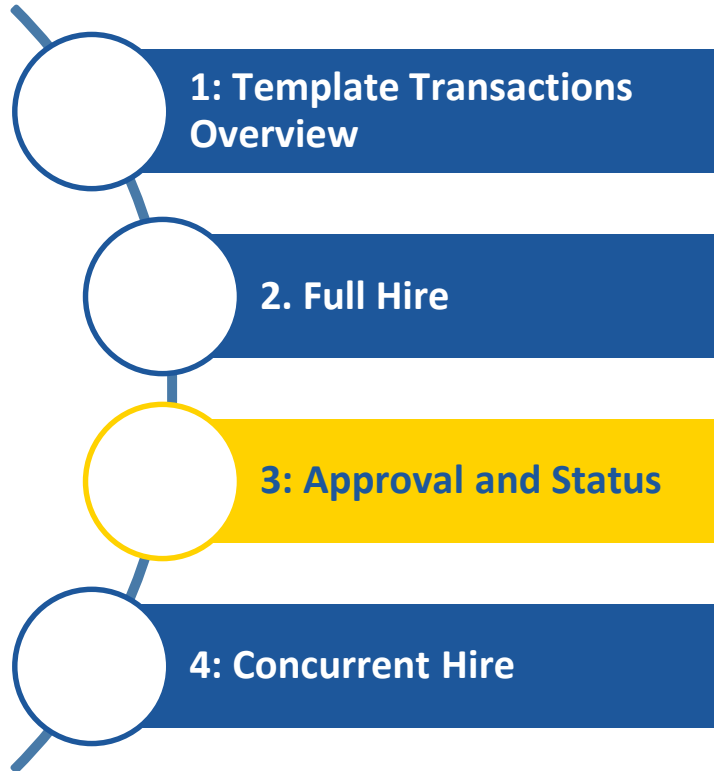 1: Template Transactions
Overview
2. Full Hire
3: Approval and Status
4: Concurrent Hire